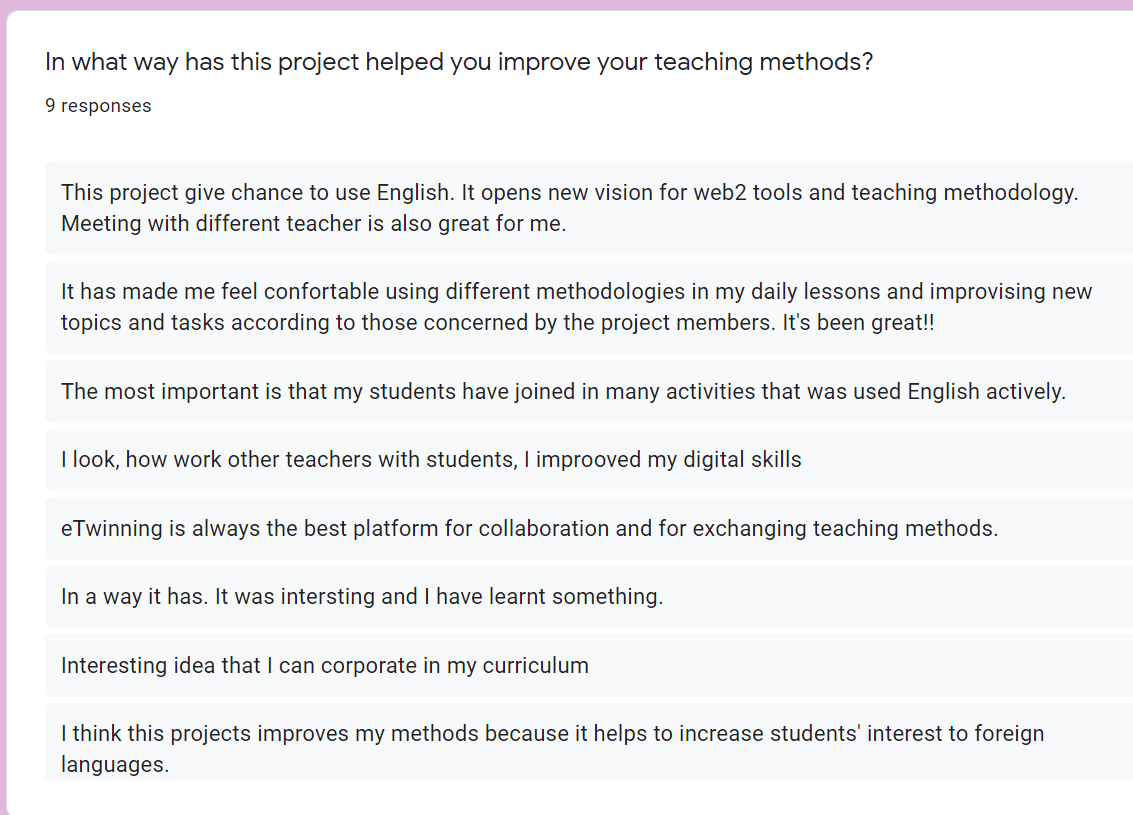 In what way has this project helped you improve your teaching methods?
9 responses
This project give chance to use English. It opens new vision for web2 tools and teaching methodology.
Meeting with different teacher is also great for me.
It has made me feel confortable using different methodologies in my daily lessons and improvising new
topics and tasks according to those concerned by the project members. It's been great!!
The most important is that my students have joined in many activities that was used English actively.
I look, how work other teachers with students, I improoved my digital skills
eTwinning is always the best platform for collaboration and for exchanging teaching methods.
In a way it has. It was intersting and I have learnt something.
Interesting idea that I can corporate in my curriculum
I think this projects improves my methods because it helps to increase students' interest to foreign
languages.